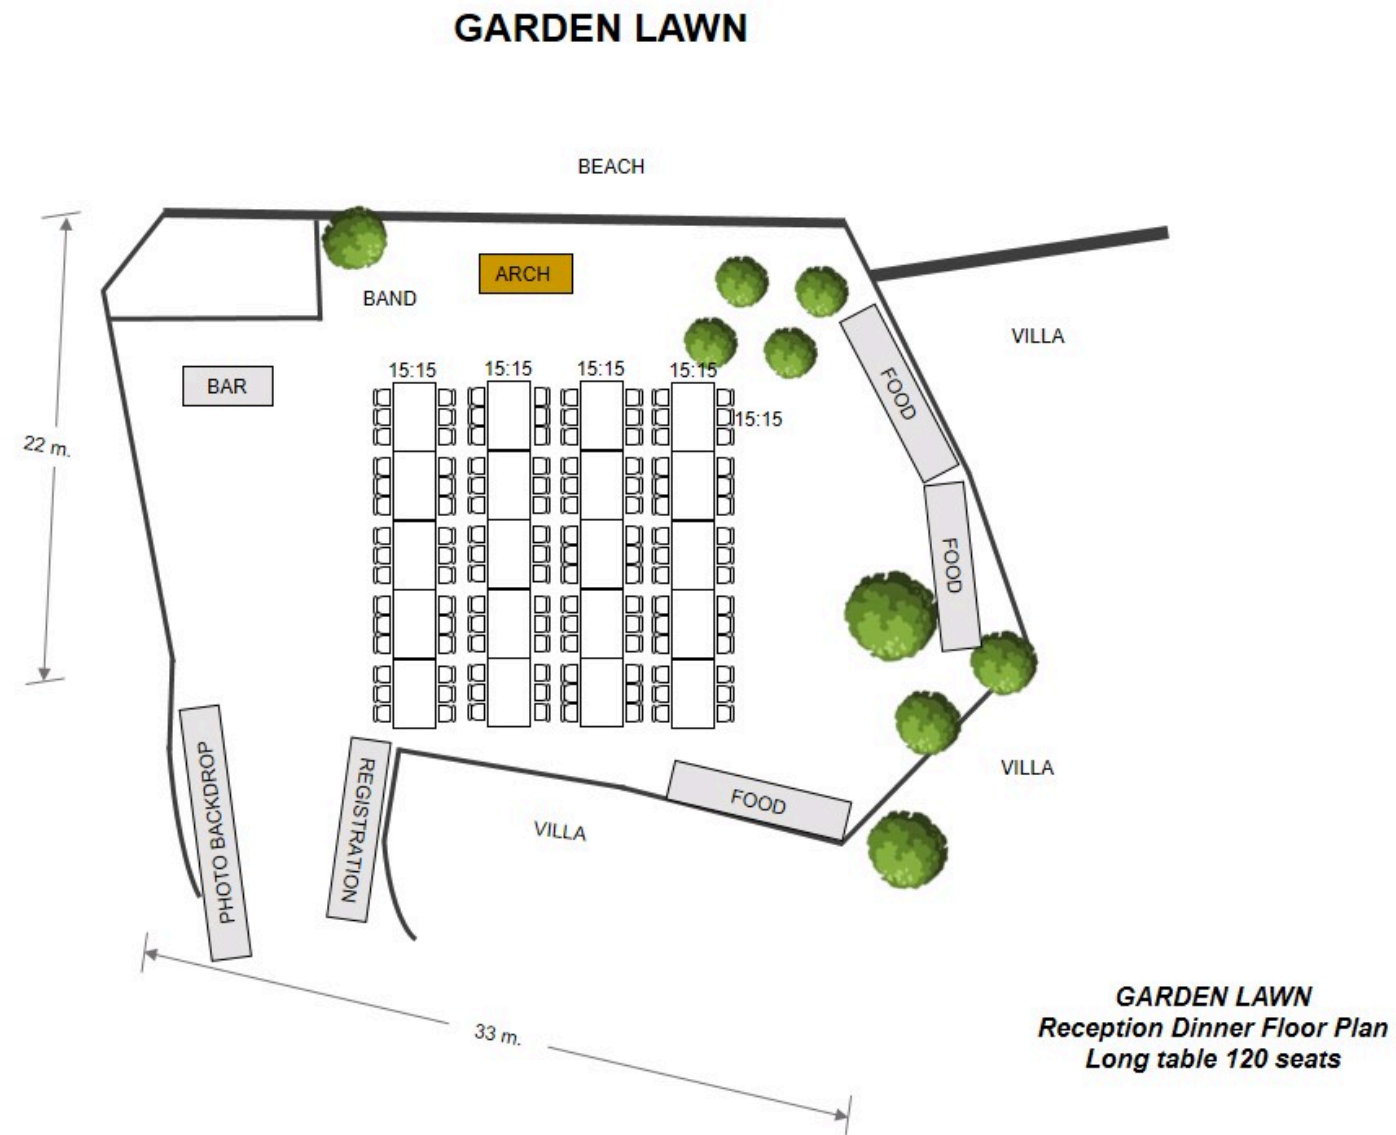 GARDEN LAWN
BEACH
ARCH
BAND
VILLA
BAR
15:15
15:15
15:15
15:15
15:15
FOOD
22 m.
FOOD
PHOTO BACKDROP
REGISTRATION
FOOD
VILLA
VILLA
33 m.
GARDEN LAWN
Reception Dinner Floor Plan
Long table 120 seats